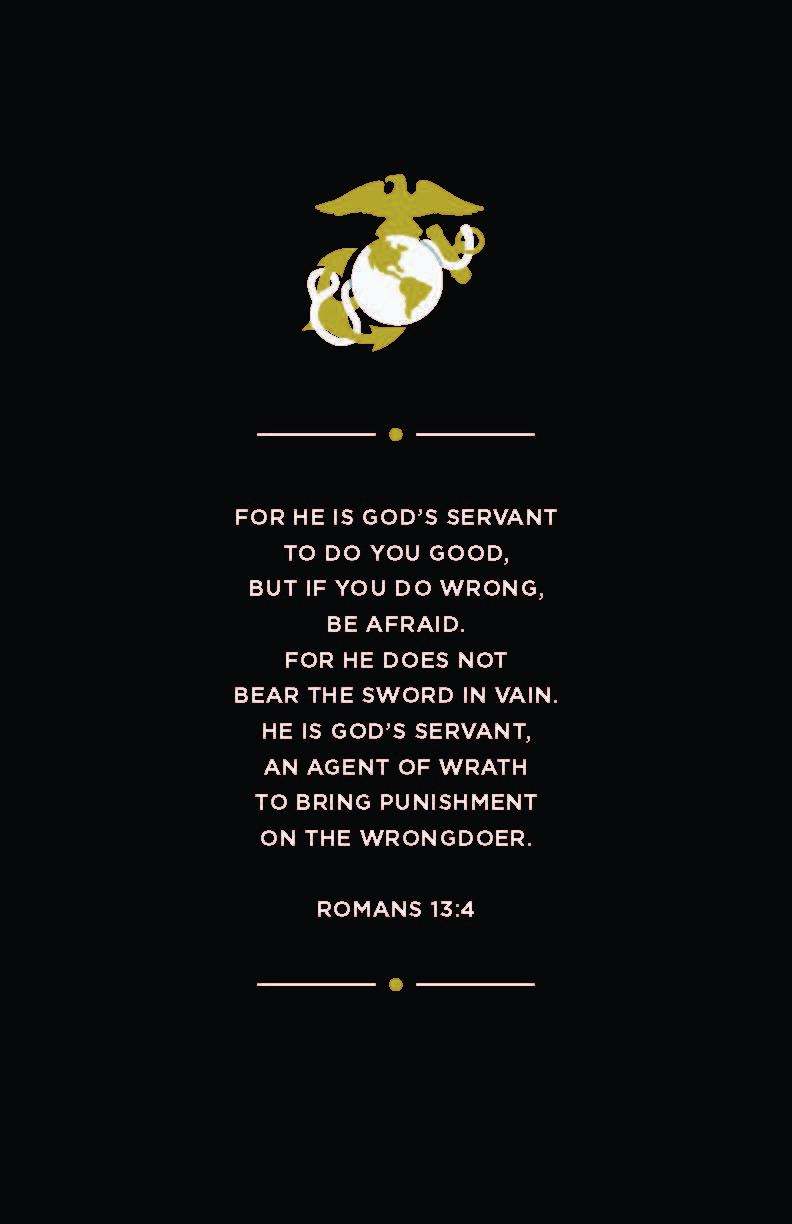 FOR HE IS GOD’S SERVANT
TO DO YOU GOOD,
BUT IF YOU DO WRONG,
BE AFRAID.
FOR HE DOES NOT
BEAR THE SWORD IN VAIN.
HE IS GOD’S SERVANT,
AN AGENT OF WRATH
TO BRING PUNISHMENT
ON THE WRONGDOER.
ROMANS 13:4